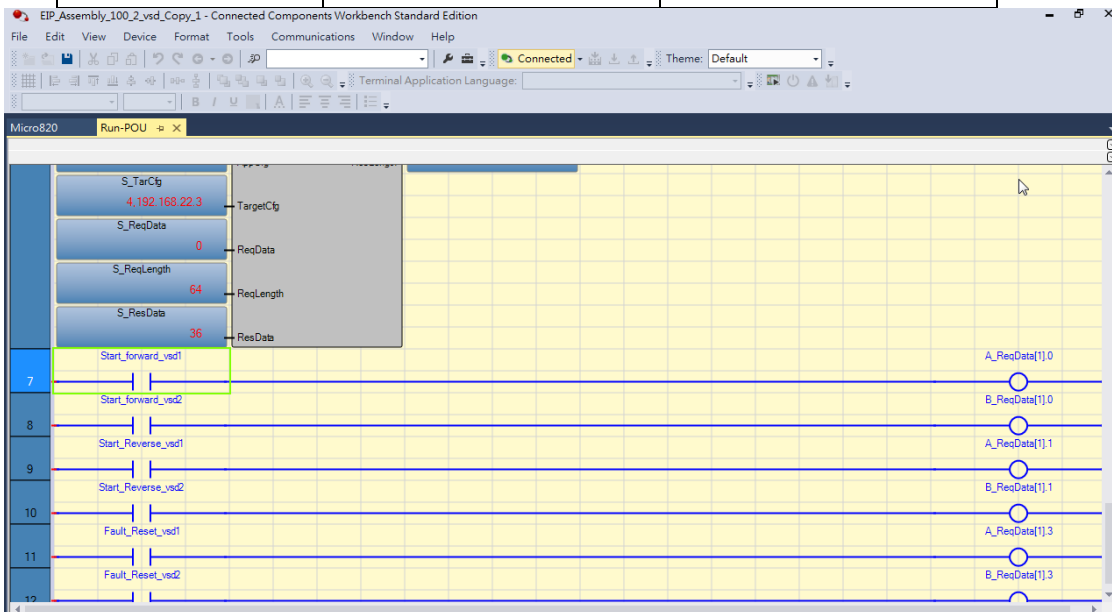 EIP_Assembly_100_2_vsd_Copy_1 - Connected Components Workbench Standard Edition
File Edit View Device Format Tools Communications Window Help
Connected Theme: Default
Terminal Application Language:
B I U A
Micro820 Run-POU
S_TarCfg
4,192.168.22.3 TargetCfg
S_ReqData
0 ReqData
S_ReqLength
64 ReqLength
S_ResData
36 ResData
Start_forward_vsd1 A_ReqData[1].0
7
Start_forward_vsd2 B_ReqData[1].0
8
Start_Reverse_vsd1 A_ReqData[1].1
9
Start_Reverse_vsd2 B_ReqData[1].1
10
Fault_Reset_vsd1 A_ReqData[1].3
11
Fault_Reset_vsd2 B_ReqData[1].3
12